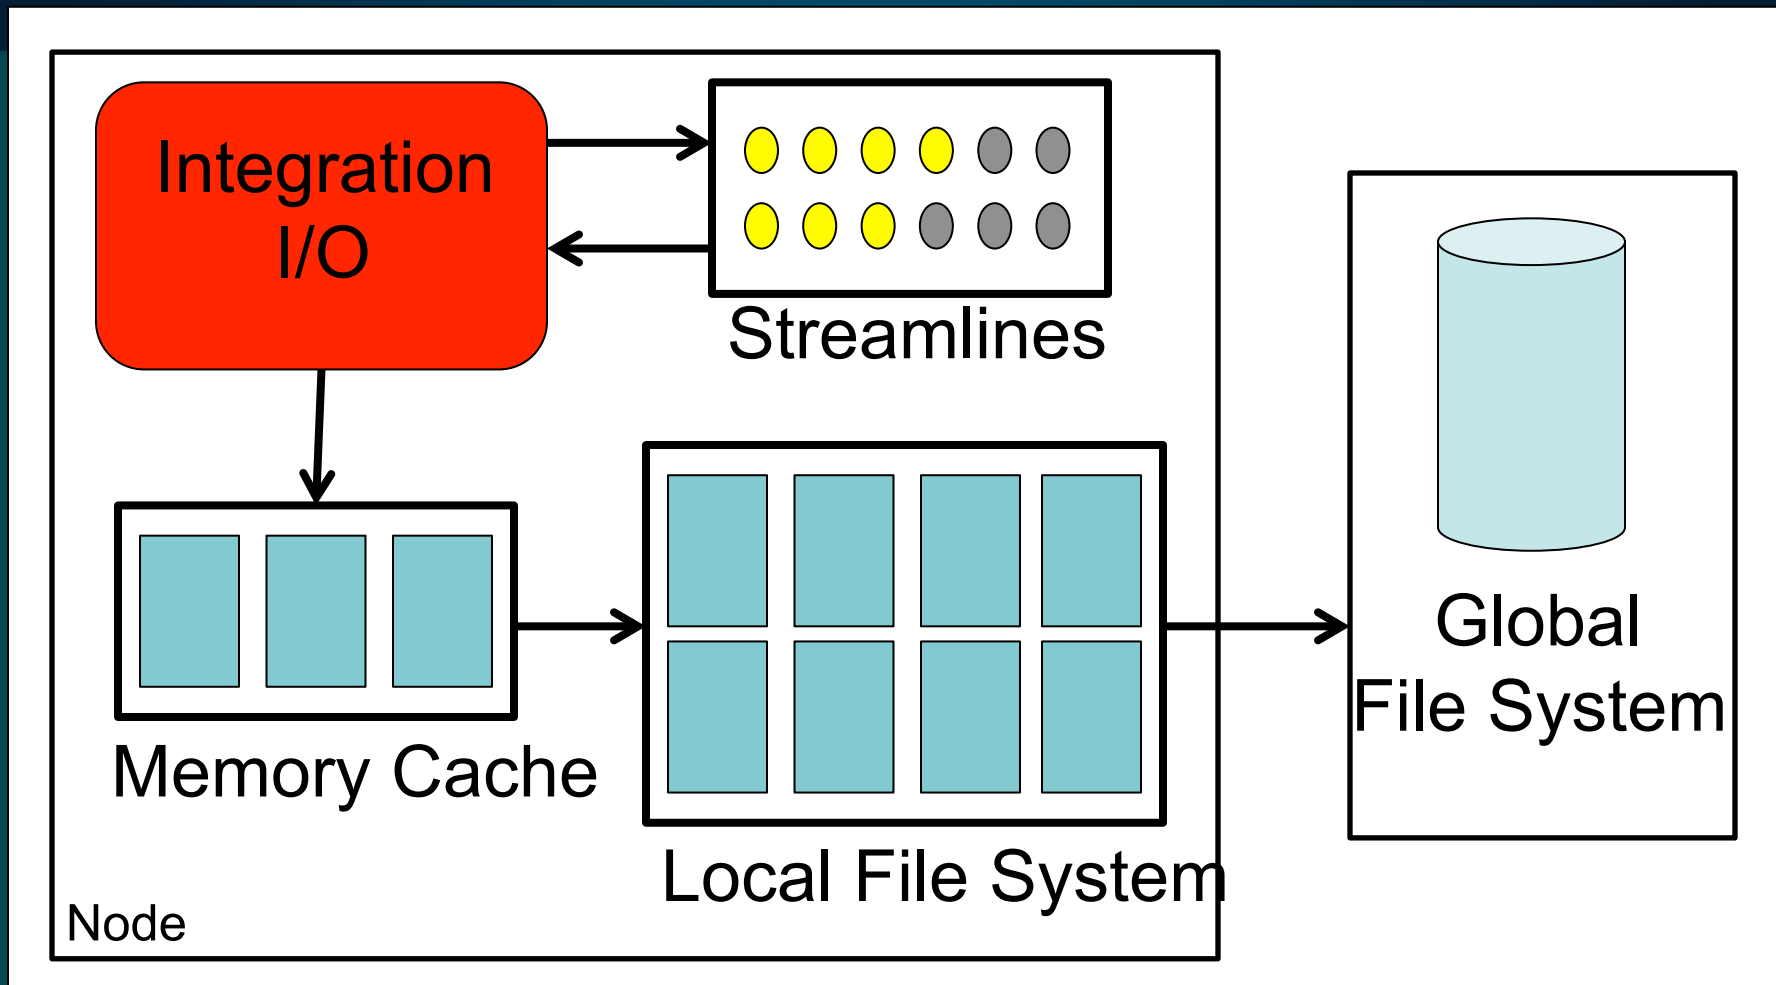 Integration
I/O
Streamlines
Memory Cache
Local File System
Global
File System
Node